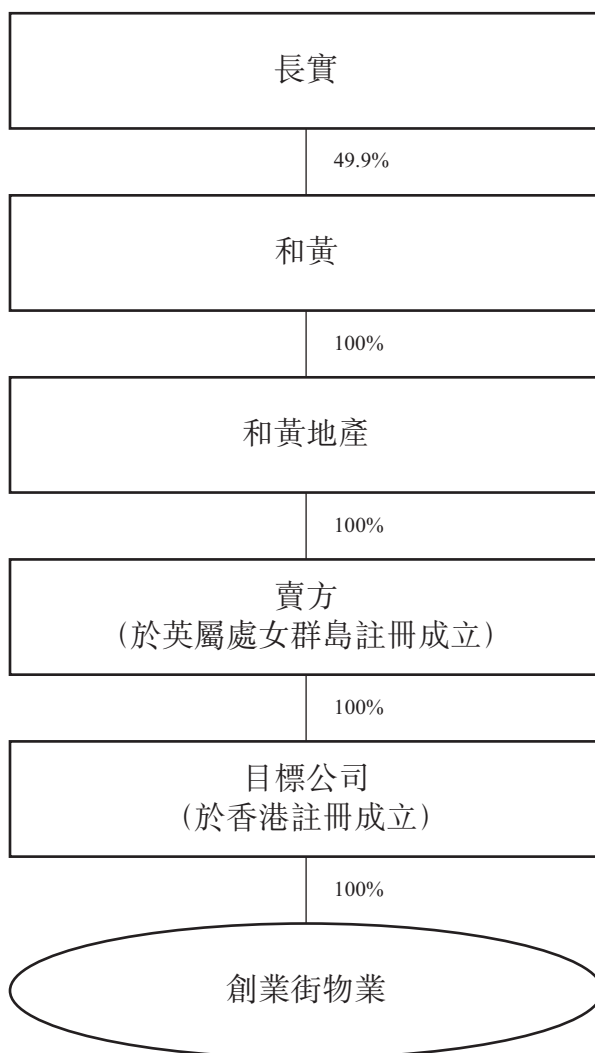 長實
49.9%
和黃
100%
和黃地產
100%
賣方
（於英屬處女群島註冊成立）
100%
目標公司
（於香港註冊成立）
100%
創業街物業